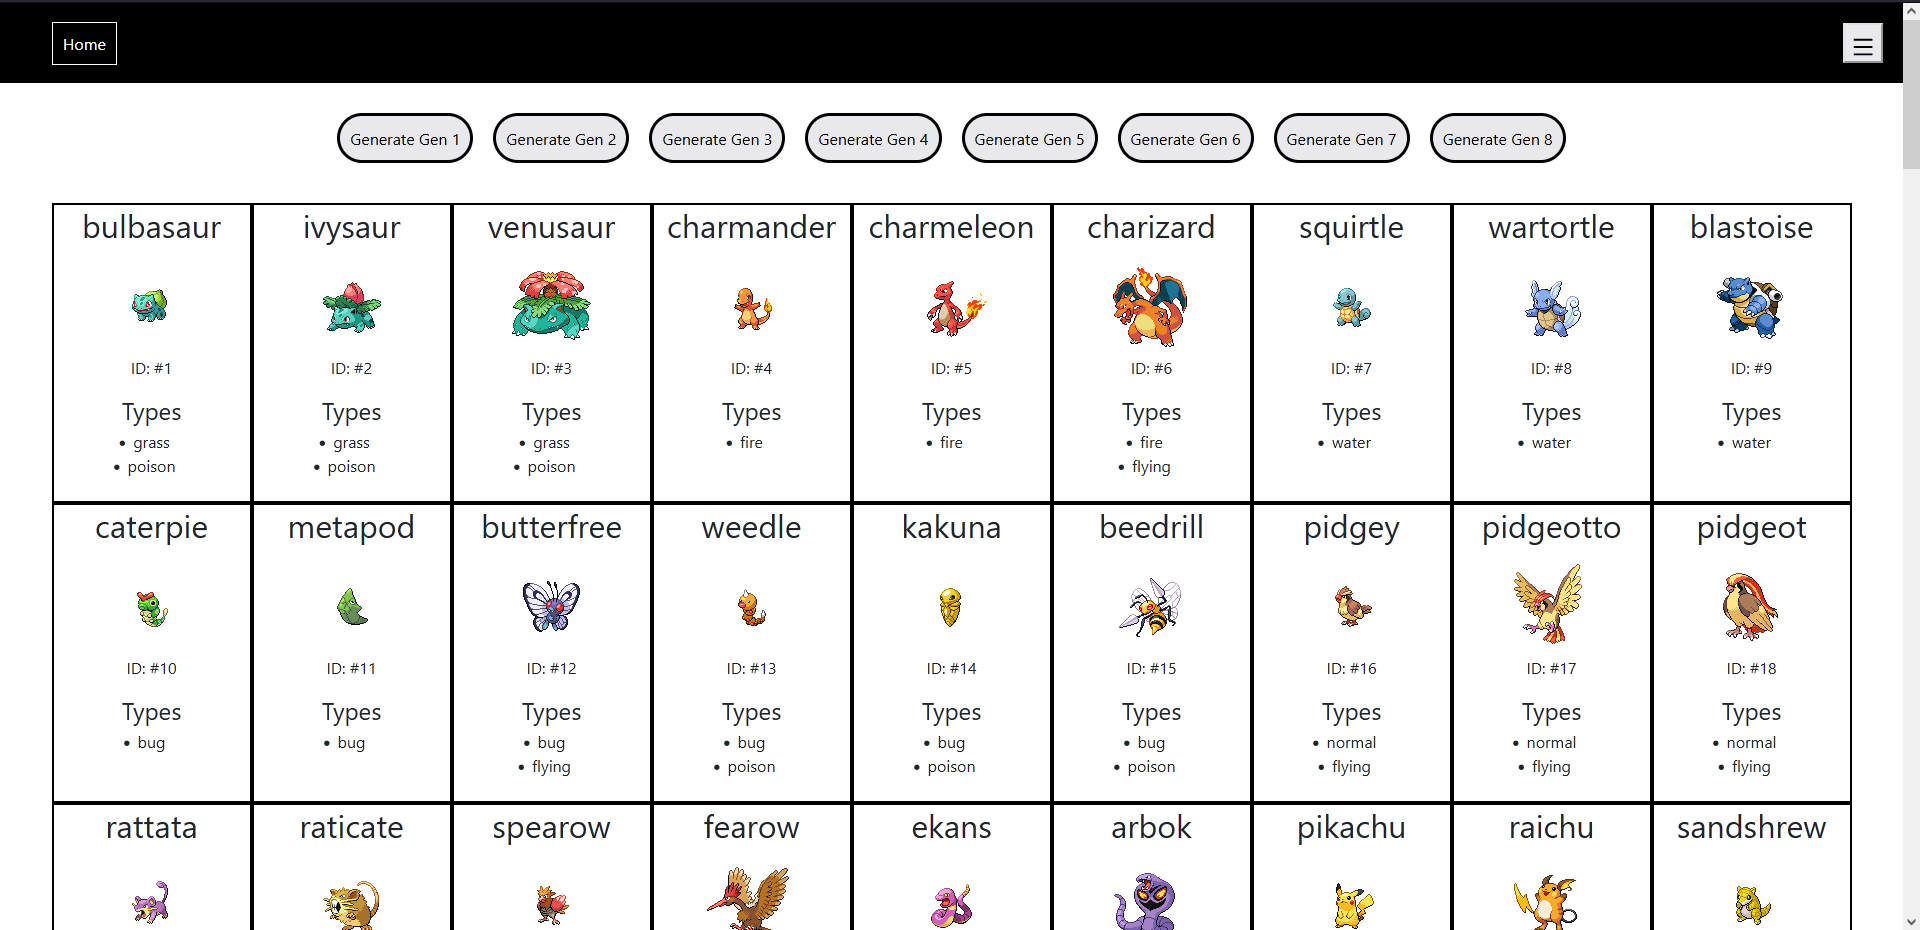 Home
Generate Gen 1 Generate Gen 2 Generate Gen 3 Generate Gen 4 Generate Gen 5 Generate Gen 6 Generate Gen 7 Generate Gen 8
bulbasaur ivysaur venusaur charmander charmeleon charizard squirtle wartortle blastoise
ID: #1 ID: #2 ID: #3 ID: #4 ID: #5 ID: #6 ID: #7 ID: #8 ID: #9
Types Types Types Types Types Types Types Types Types
• grass • grass • grass • fire • fire • fire • water • water • water
• poison • poison • poison • flying
caterpie metapod butterfree weedle kakuna beedrill pidgey pidgeotto pidgeot
ID: #10 ID: #11 ID: #12 ID: #13 ID: #14 ID: #15 ID: #16 ID: #17 ID: #18
Types Types Types Types Types Types Types Types Types
• bug • bug • bug • bug • bug • bug • normal • normal • normal
• flying • poison • poison • poison • flying • flying • flying
rattata raticate spearow fearow ekans arbok pikachu raichu sandshrew